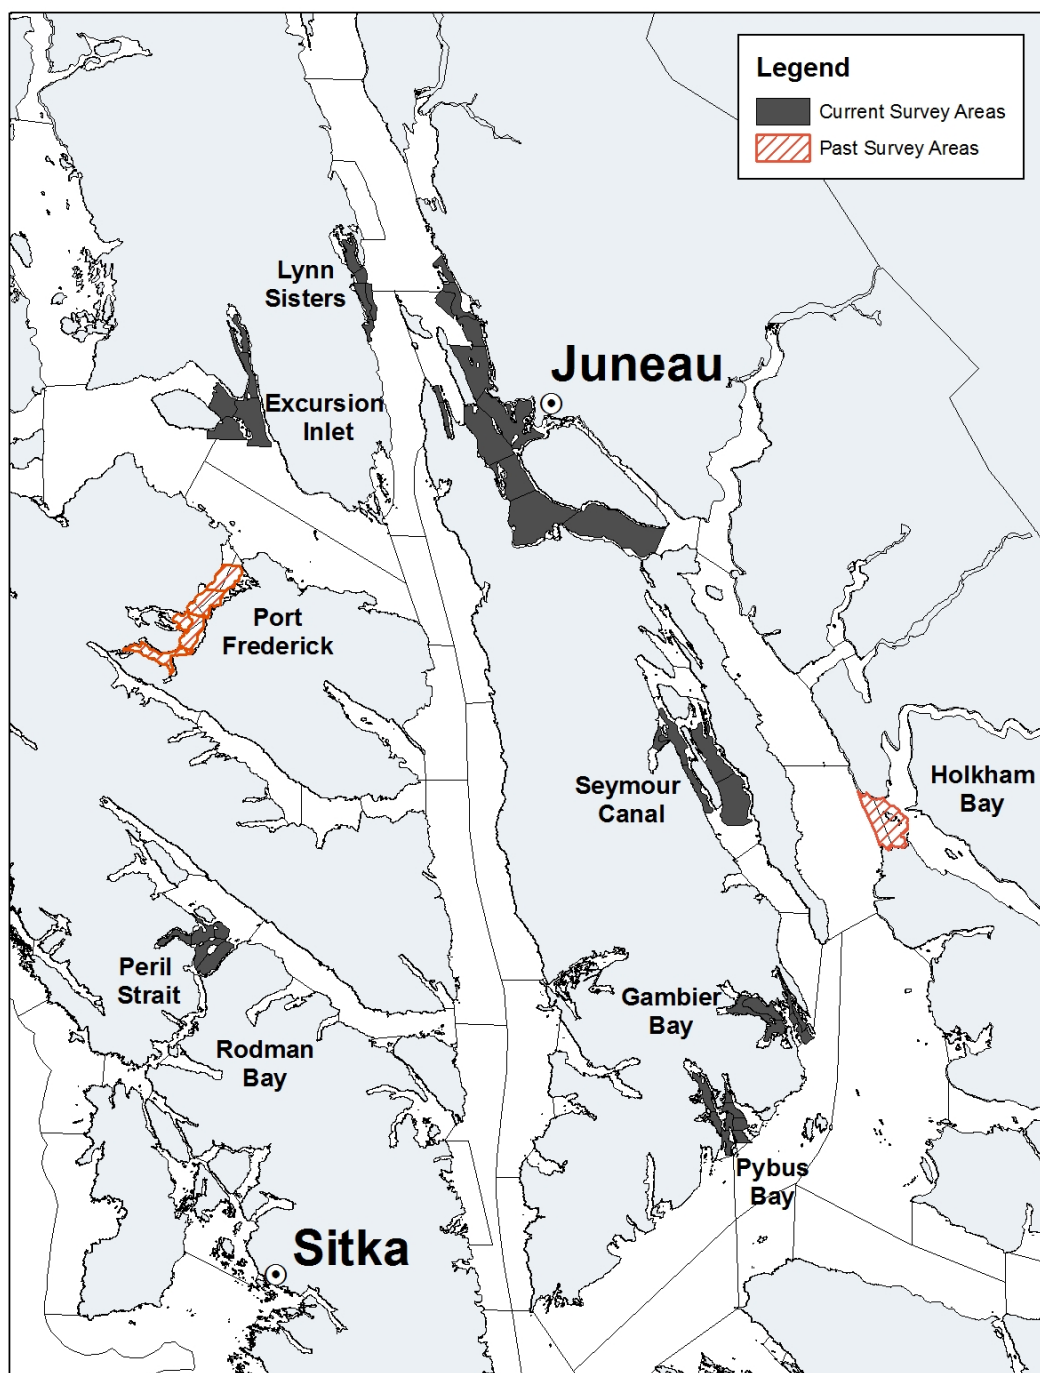 Legend
Current Survey Areas
Past Survey Areas
Lynn
Sisters
Juneau
Excursion
Inlet
Port
Frederick
Seymour
Canal
Holkham
Bay
Peril
Strait
Gambier
Bay
Rodman
Bay
Pybus
Bay
Sitka